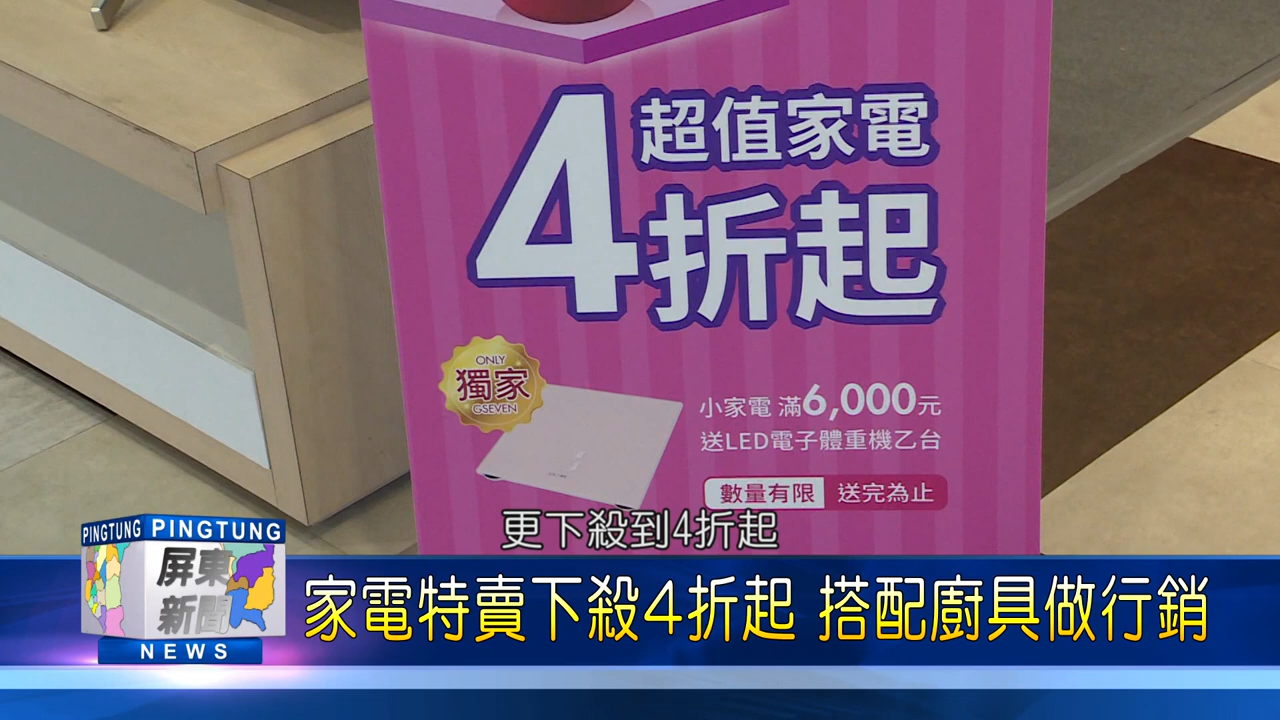 超值家電
4折起
ONLY
獨家
GSEVEN
小家電 滿6,000元
送LED電子體重機乙台
數量有限 送完為止
更下殺到4折起
PINGTUNG PINGTUNG
屏東
新聞
NEWS
家電特賣下殺4折起 搭配廚具做行銷